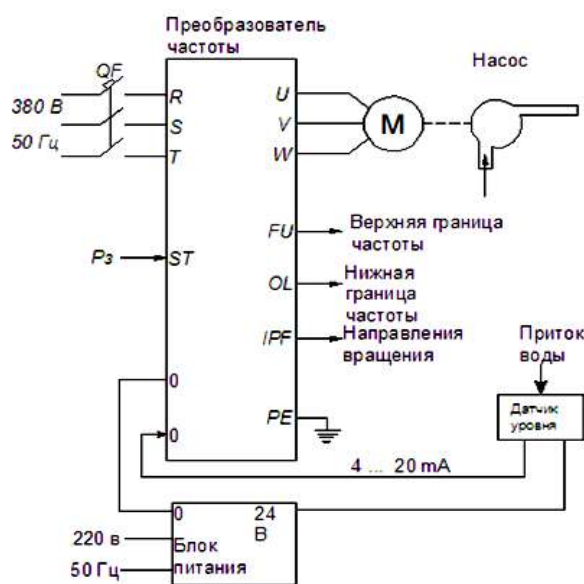 Преобразователь
частоты
QF
380 В
50 Гц
R
S
T
U
V
W
M
Насос
FU
Верхняя граница
частоты
Рз
ST
OL
Нижная
граница
частоты
IPF
Направления
вращения
Приток
воды
0
0
PE
Датчик
уровня
4 ... 20 mA
0
24
В
220 в
Блок
питания
50 Гц